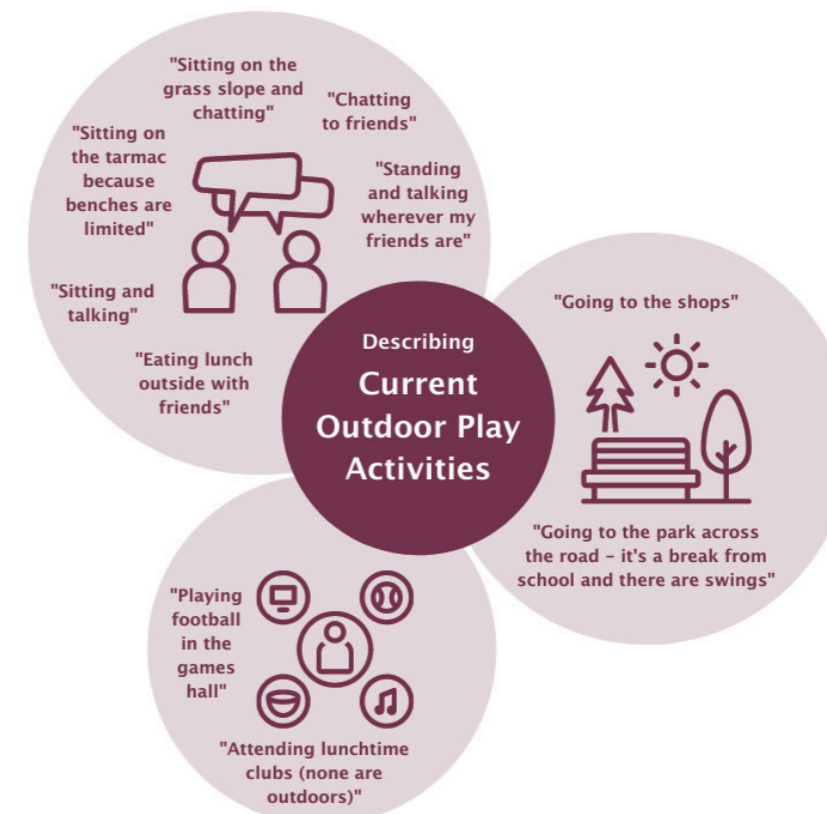 "Sitting on the
grass slope and
chatting"
"Chatting
to friends"
"Sitting on
the tarmac
because
benches are
limited"
"Standing
and talking
wherever my
friends are"
"Sitting and
talking"
"Eating lunch
outside with
friends"
Describing
Current
Outdoor Play
Activities
"Going to the shops"
"Going to the park across
the road – it's a break from
school and there are swings"
"Playing
football
in the
games
hall"
"Attending lunchtime
clubs (none are
outdoors)"